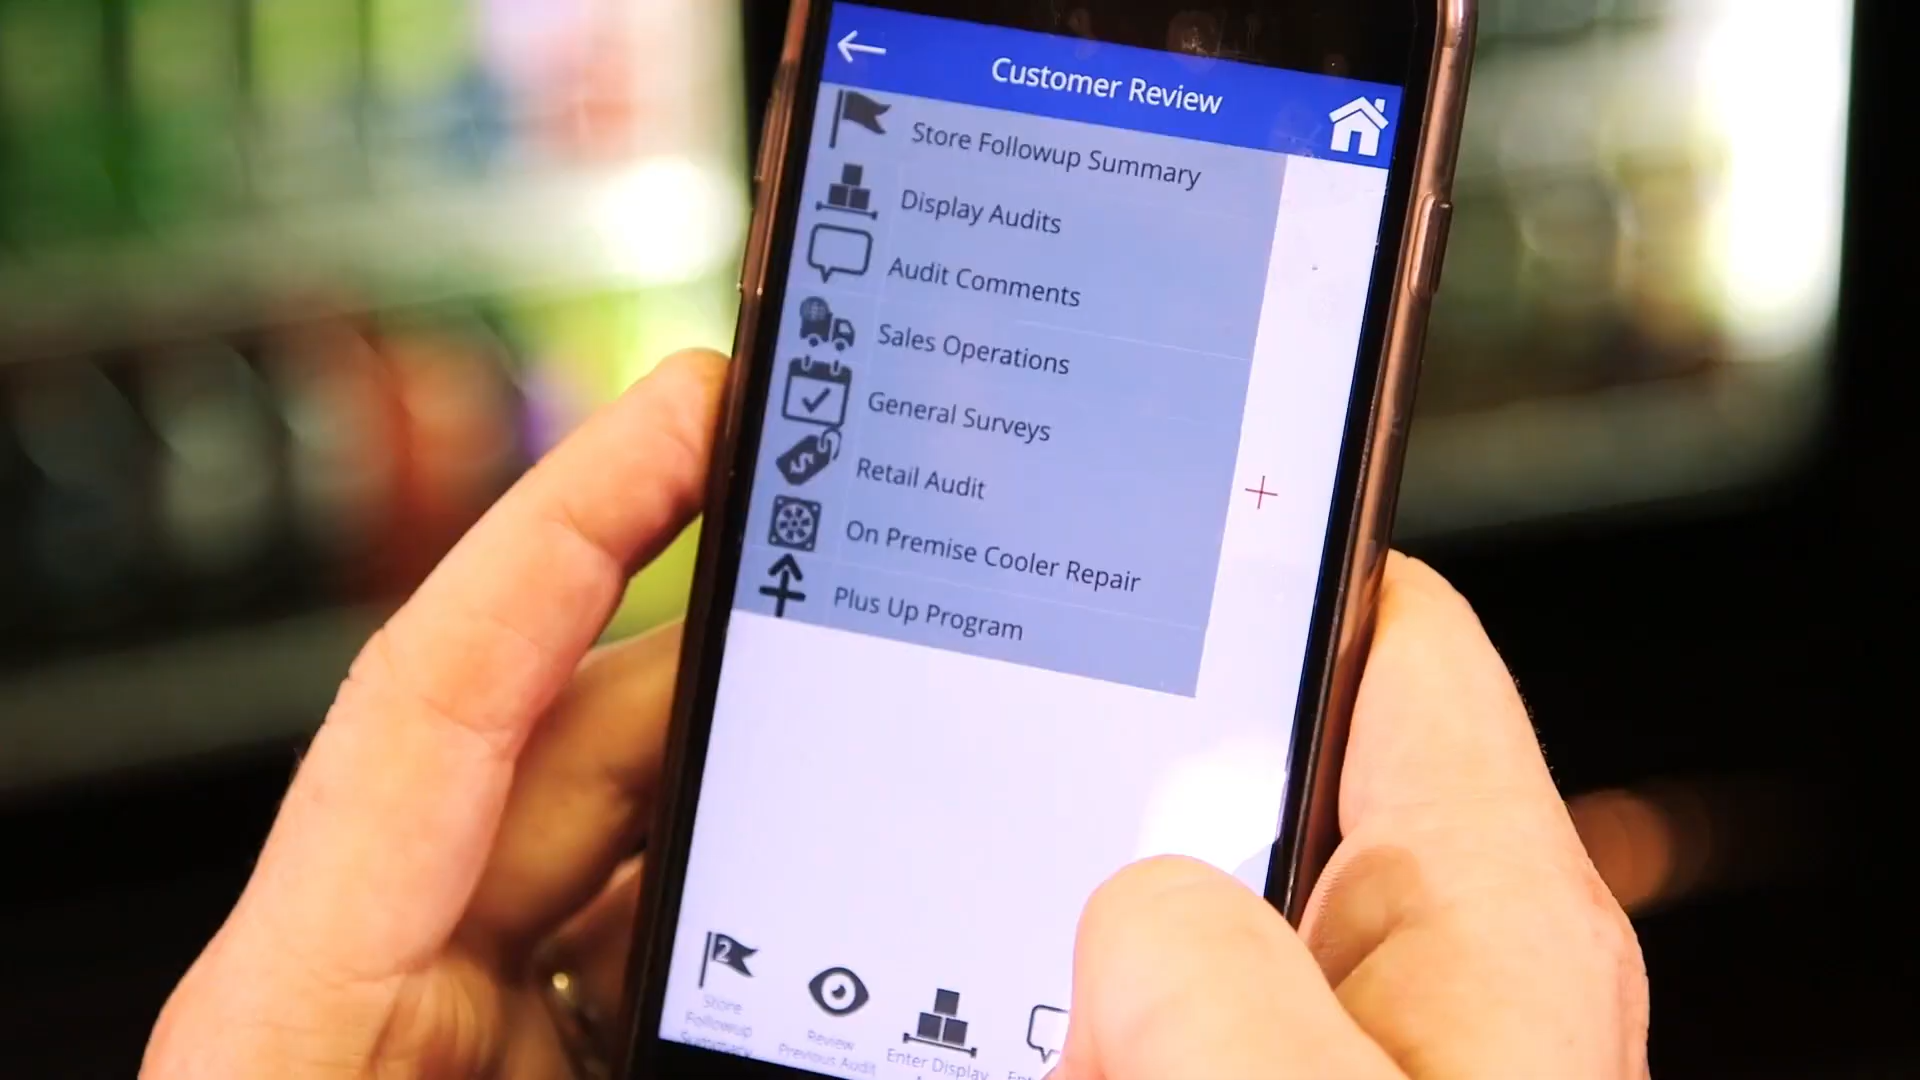 Customer Review
Store Followup Summary
Display Audits
Audit Comments
Sales Operations
General Surveys
Retail Audit
On Premise Cooler Repair
Plus Up Program
2
Store
Followup
Summary
Review
Previous Audit
Enter Display